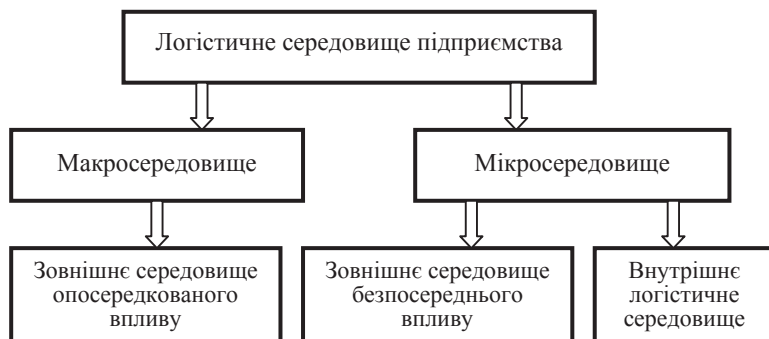 Логістичне середовище підприємства
Макросередовище
Мікросередовище
Зовнішнє середовище
опосередкованого
впливу
Зовнішнє середовище
безпосереднього
впливу
Внутрішнє
логістичне
середовище